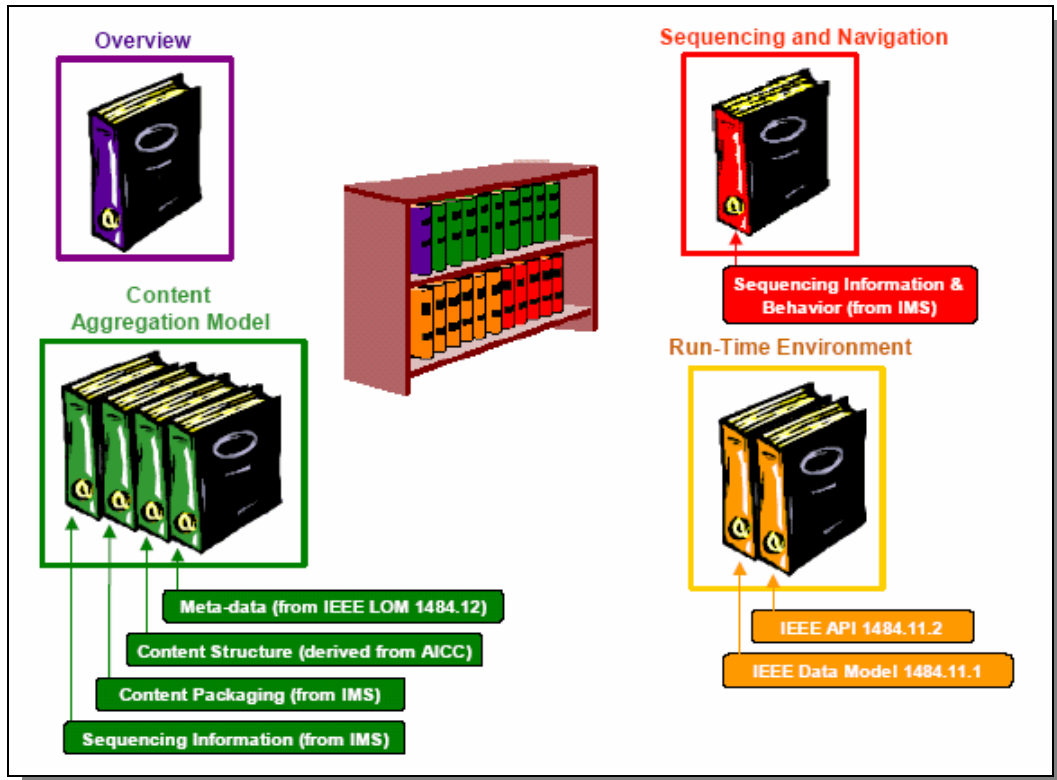 Overview
Sequencing and Navigation
Sequencing Information &
Behavior (from IMS)
Content
Aggregation Model
Run-Time Environment
Meta-data (from IEEE LOM 1484.12)
Content Structure (derived from AICC)
Content Packaging (from IMS)
Sequencing Information (from IMS)
IEEE API 1484.11.2
IEEE Data Model 1484.11.1